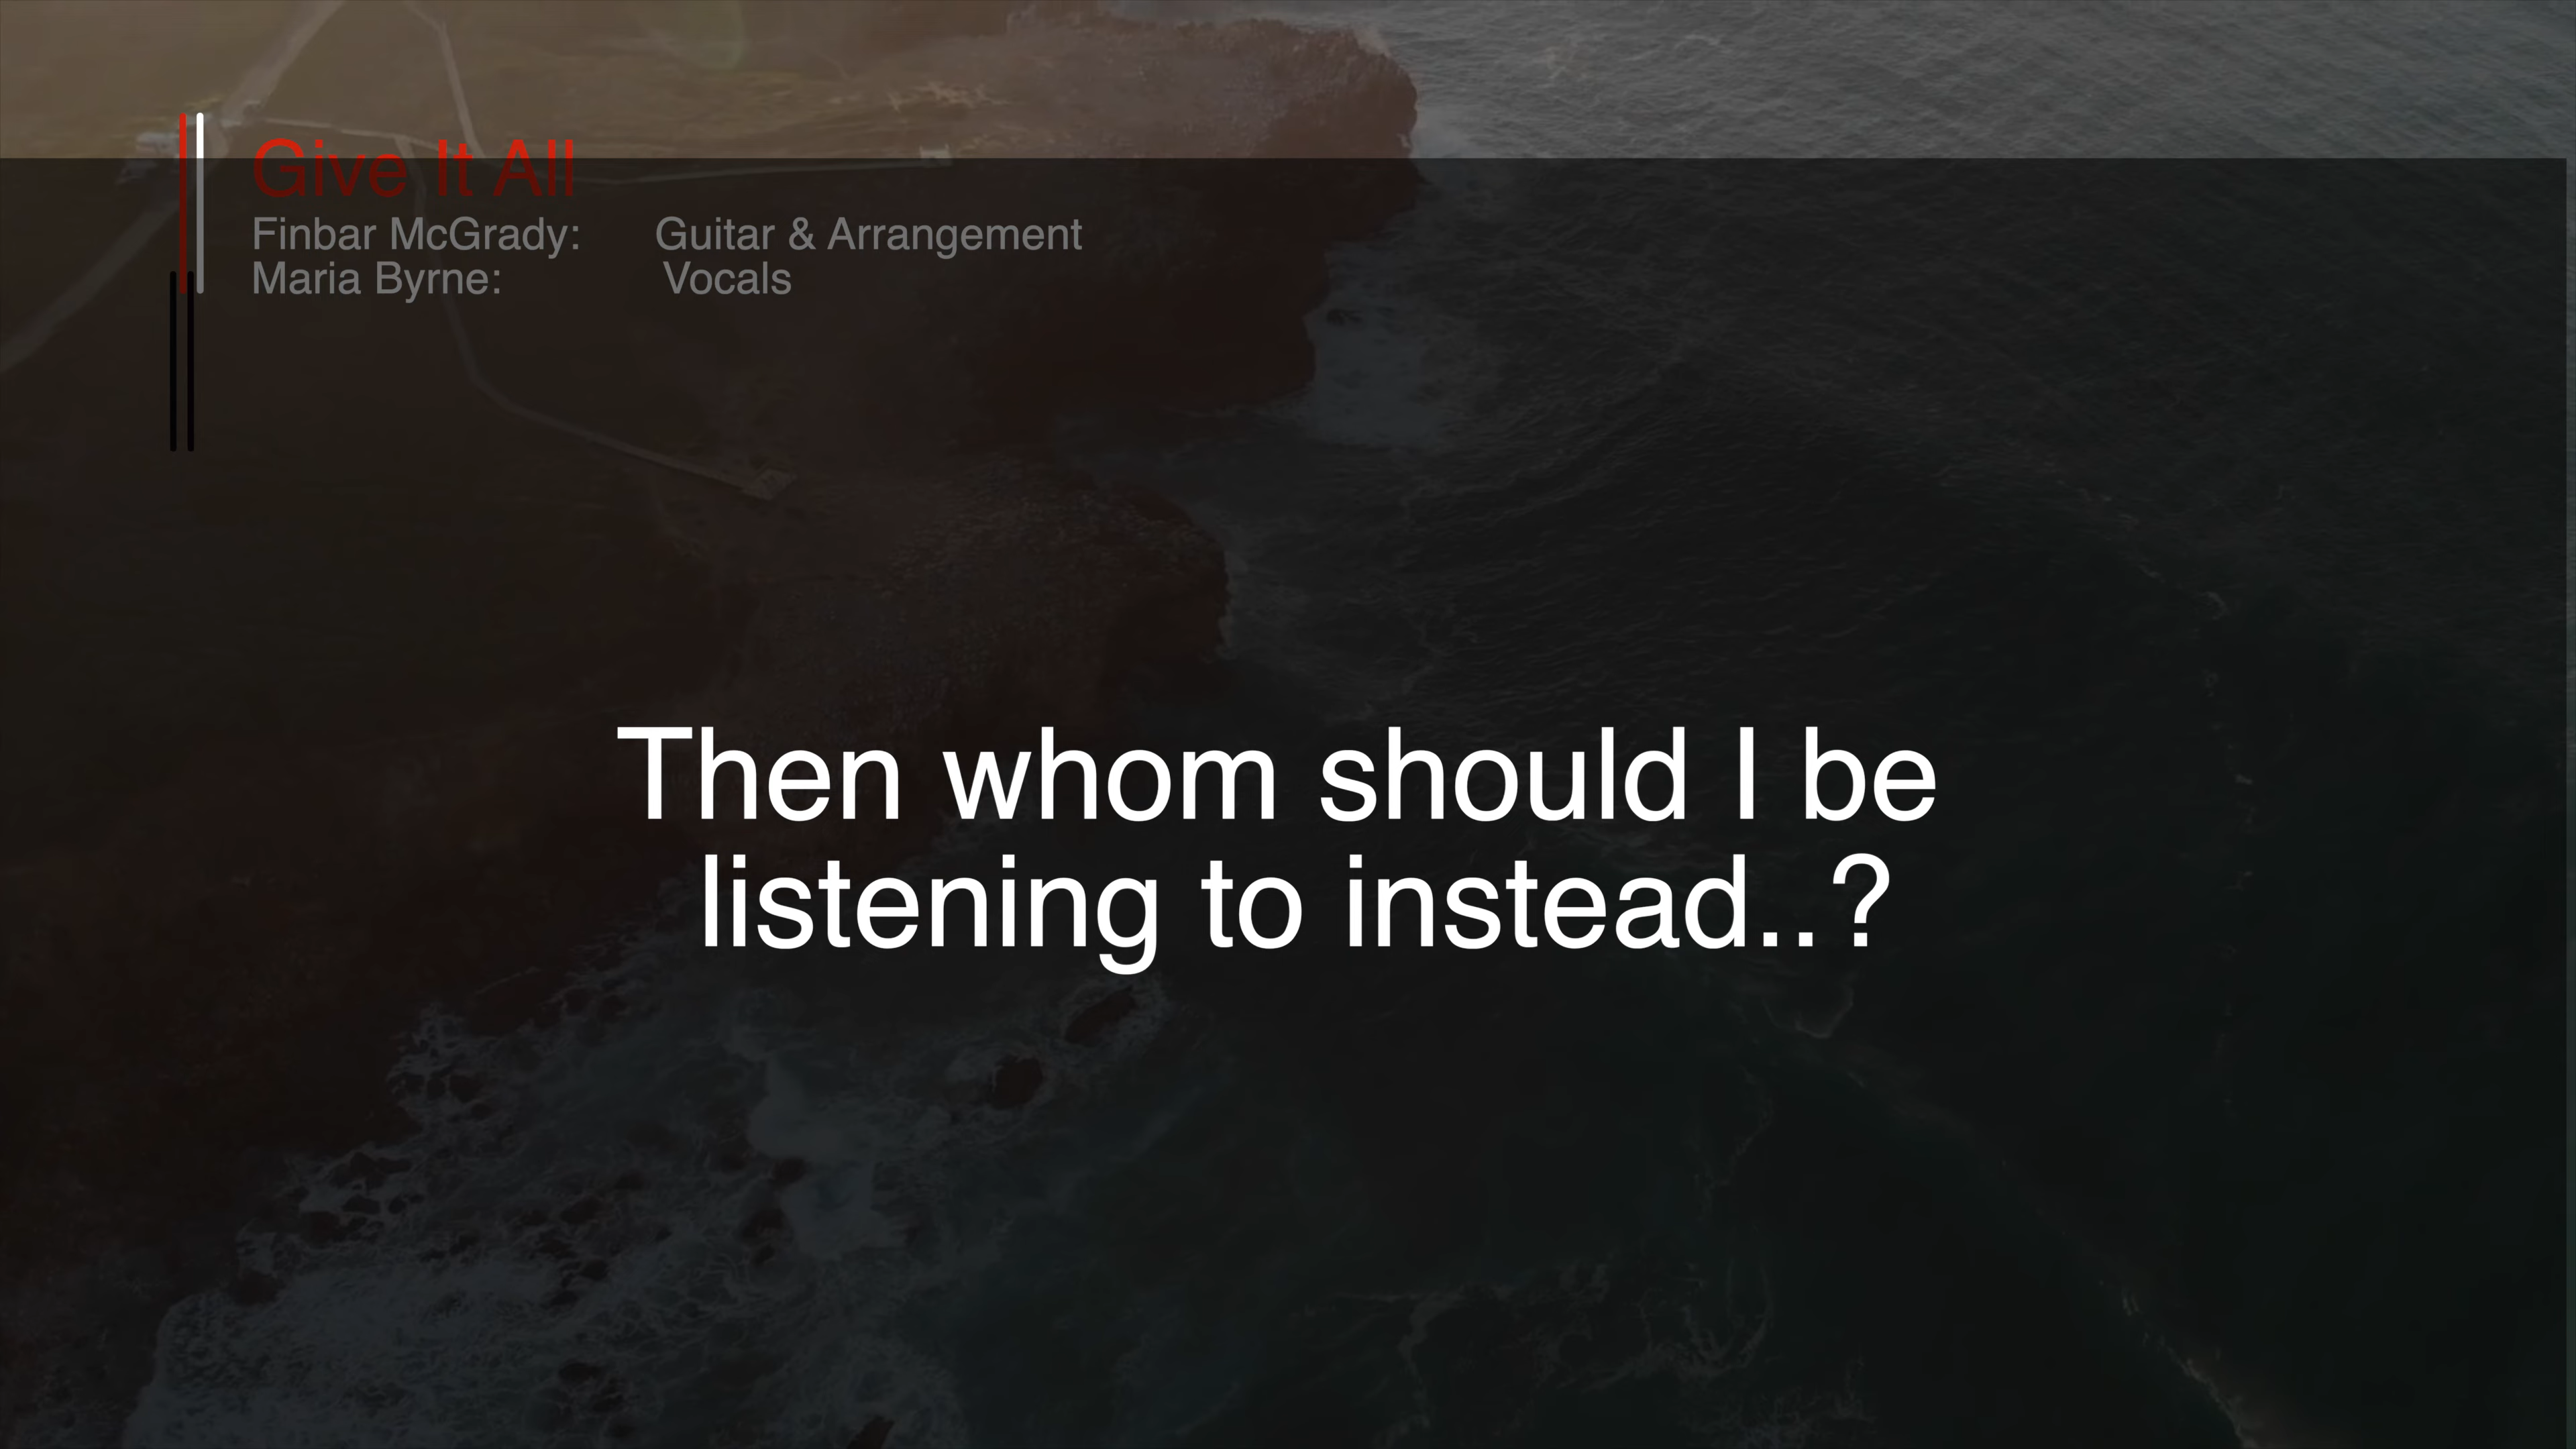 Give It All
Finbar McGrady: Guitar & Arrangement
Maria Byrne: Vocals
Then whom should I be
listening to instead..?